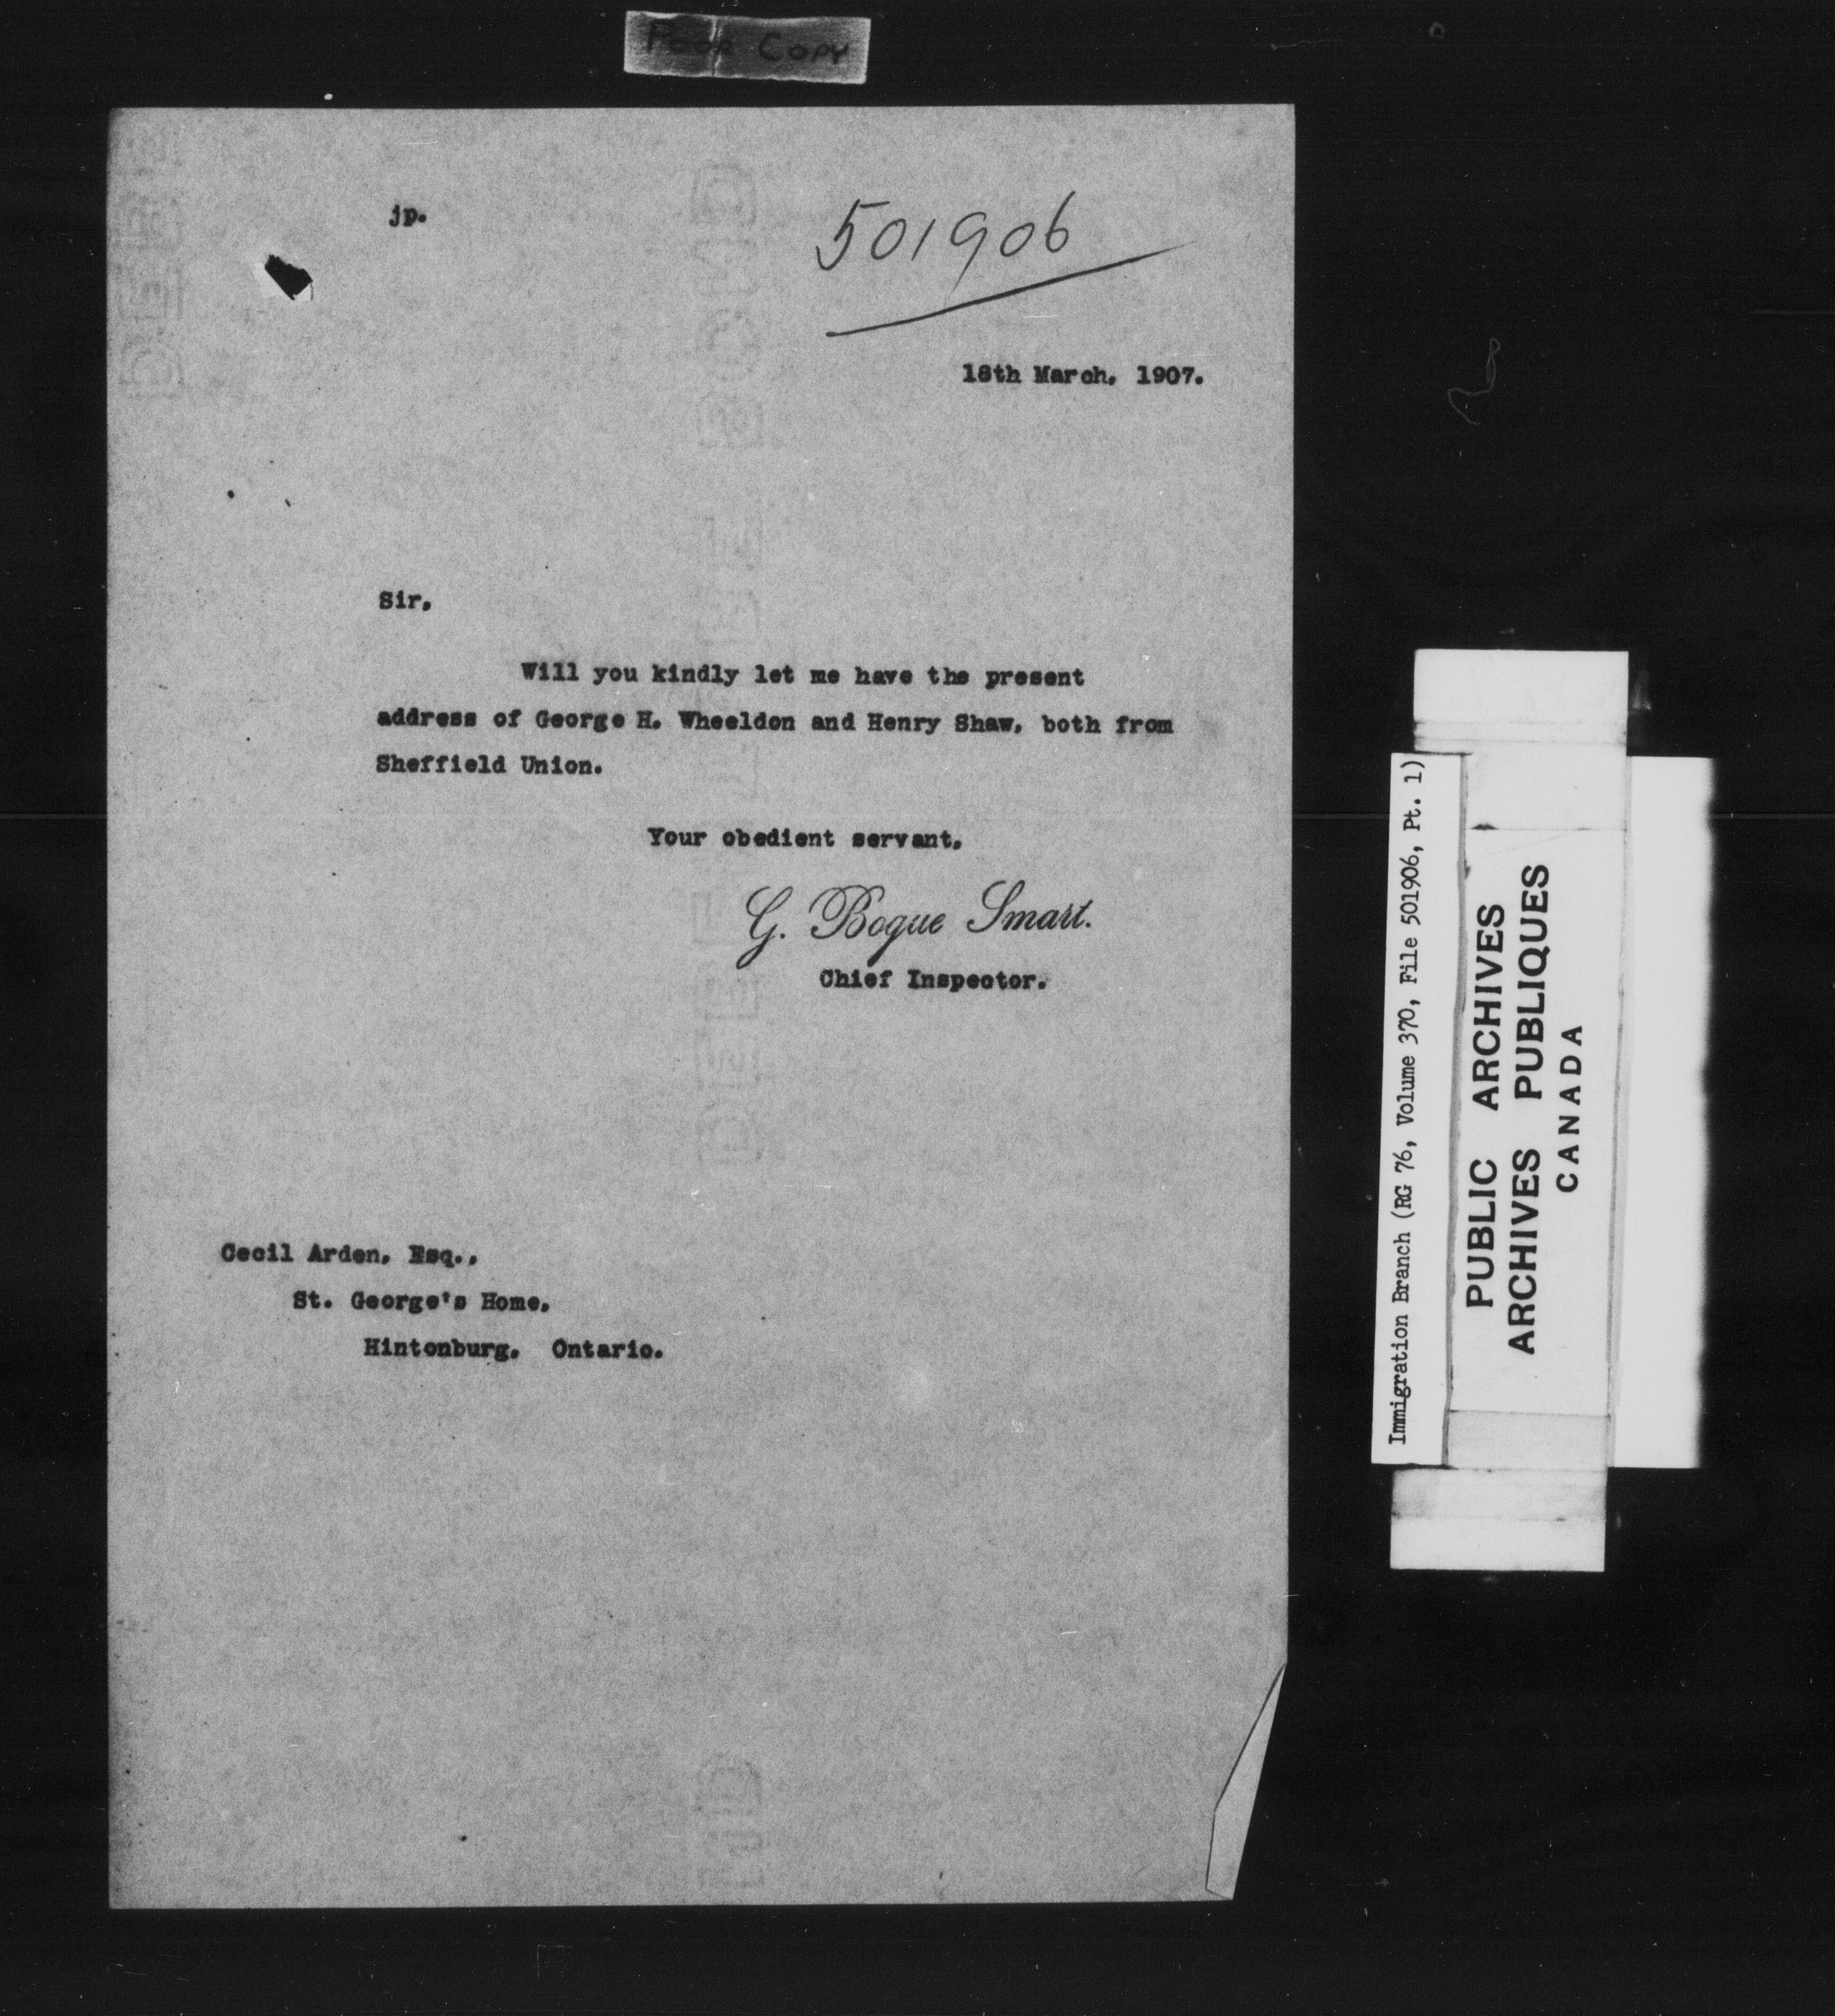 Poor Copy
jp.
501906
18th March, 1907.
Sir,
Will you kindly let me have the present
address of George H. Wheeldon and Henry Shaw, both from
Sheffield Union.
Your obedient servant,
G. Bogue Smart.
Chief Inspector.
Cecil Arden, Esq.,
St. George's Home,
Hintonburg, Ontario.
Immigration Branch (RG 76, Volume 370, File 501906, Pt. 1)
PUBLIC ARCHIVES
ARCHIVES PUBLIQUES
CANADA